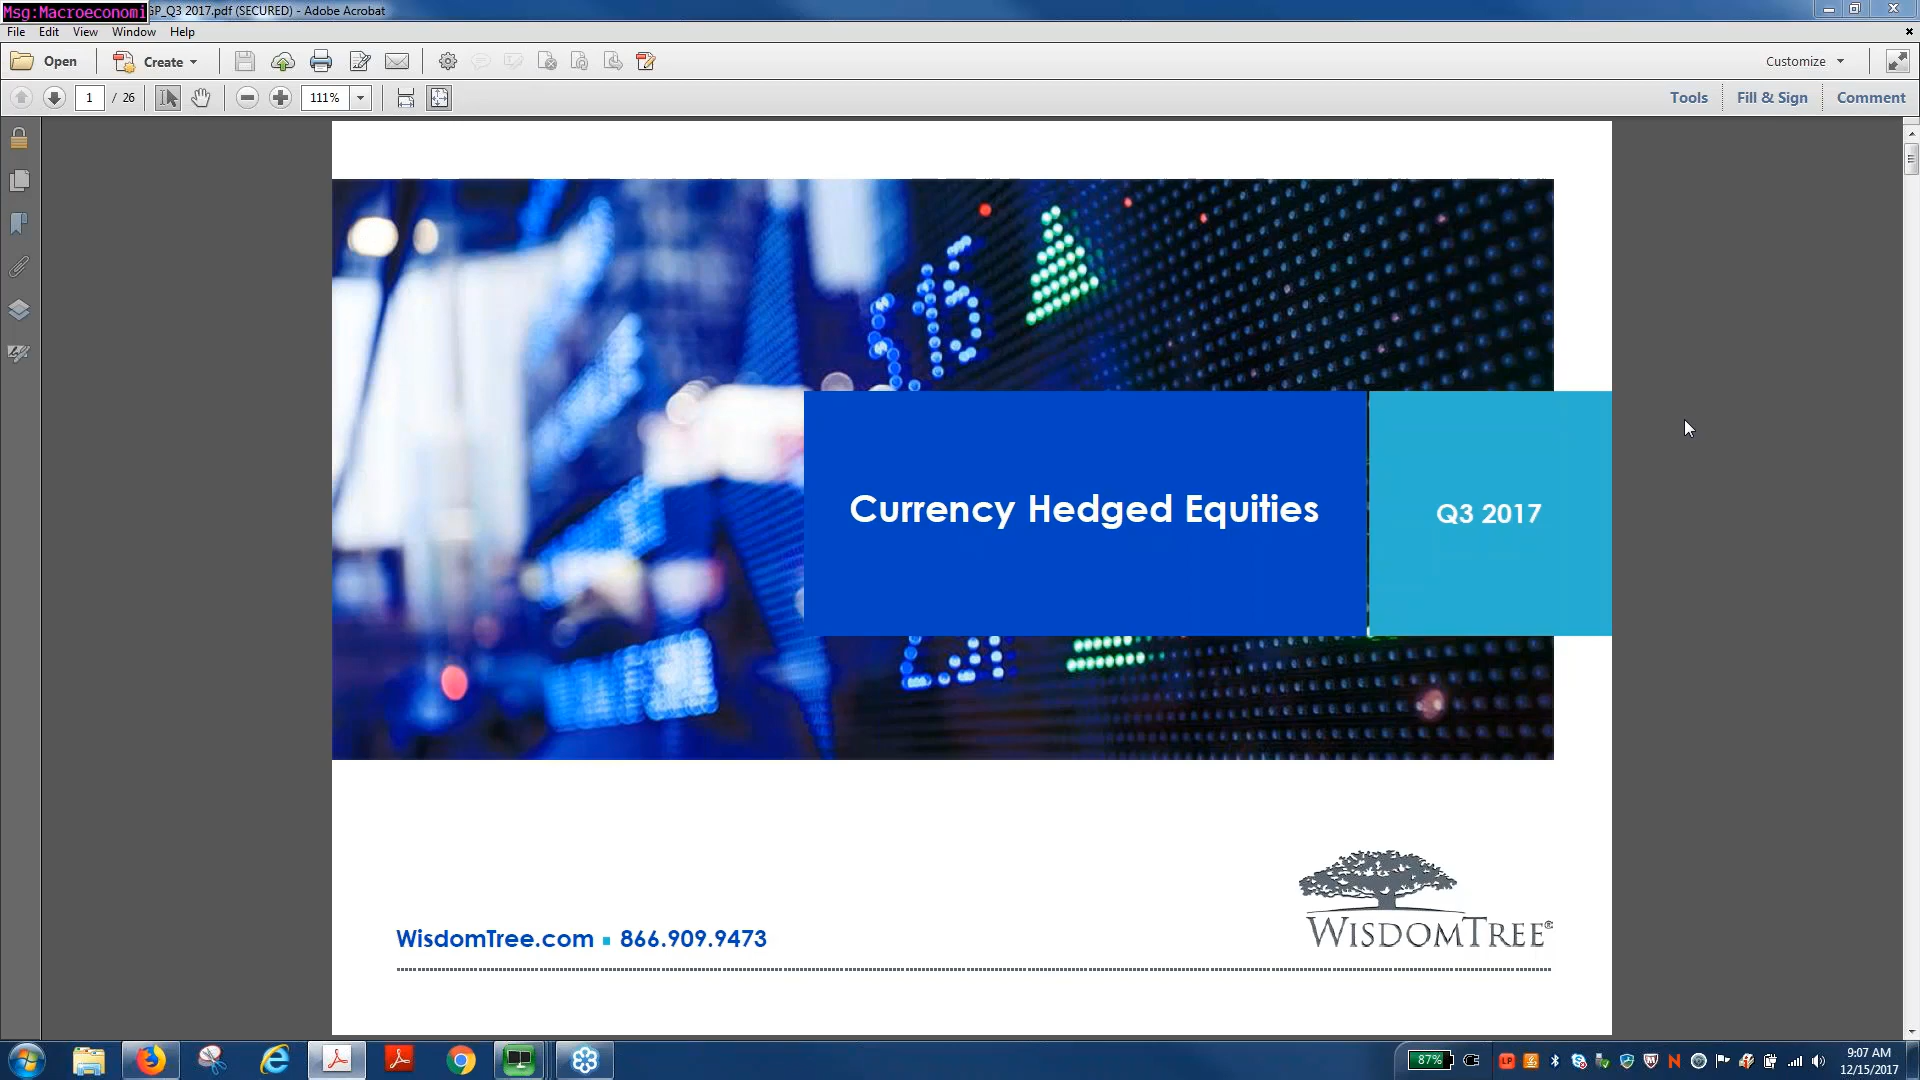 Msg:Macroeconomi
GP_Q3 2017.pdf (SECURED) - Adobe Acrobat
File Edit View Window Help
Open Create Customize
1 / 26 111% Tools Fill & Sign Comment
Currency Hedged Equities
Q3 2017
WisdomTree.com ▪ 866.909.9473
WISDOMTREE®
87%
9:07 AM
12/15/2017